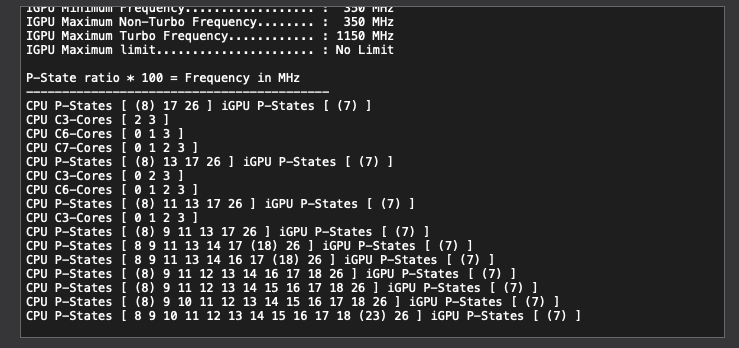 IGPU Minimum Frequency.................. :  350 MHz
IGPU Maximum Non-Turbo Frequency........ :  350 MHz
IGPU Maximum Turbo Frequency............ : 1150 MHz
IGPU Maximum limit...................... : No Limit
P-State ratio * 100 = Frequency in MHz
------------------------------------------
CPU P-States [ (8) 17 26 ] iGPU P-States [ (7) ]
CPU C3-Cores [ 2 3 ]
CPU C6-Cores [ 0 1 3 ]
CPU C7-Cores [ 0 1 2 3 ]
CPU P-States [ (8) 13 17 26 ] iGPU P-States [ (7) ]
CPU C3-Cores [ 0 2 3 ]
CPU C6-Cores [ 0 1 2 3 ]
CPU P-States [ (8) 11 13 17 26 ] iGPU P-States [ (7) ]
CPU C3-Cores [ 0 1 2 3 ]
CPU P-States [ (8) 9 11 13 17 26 ] iGPU P-States [ (7) ]
CPU P-States [ 8 9 11 13 14 17 (18) 26 ] iGPU P-States [ (7) ]
CPU P-States [ 8 9 11 13 14 16 17 (18) 26 ] iGPU P-States [ (7) ]
CPU P-States [ (8) 9 11 12 13 14 16 17 18 26 ] iGPU P-States [ (7) ]
CPU P-States [ (8) 9 11 12 13 14 15 16 17 18 26 ] iGPU P-States [ (7) ]
CPU P-States [ (8) 9 10 11 12 13 14 15 16 17 18 26 ] iGPU P-States [ (7) ]
CPU P-States [ 8 9 10 11 12 13 14 15 16 17 18 (23) 26 ] iGPU P-States [ (7) ]